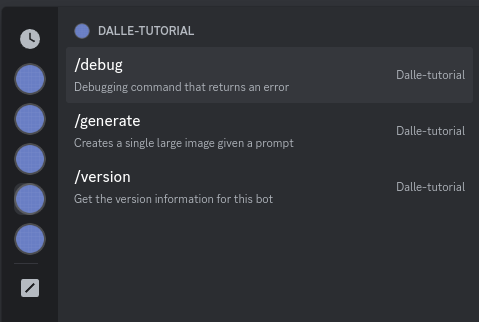 DALLE-TUTORIAL
/debug
Debugging command that returns an error
Dalle-tutorial
/generate
Creates a single large image given a prompt
Dalle-tutorial
/version
Get the version information for this bot
Dalle-tutorial